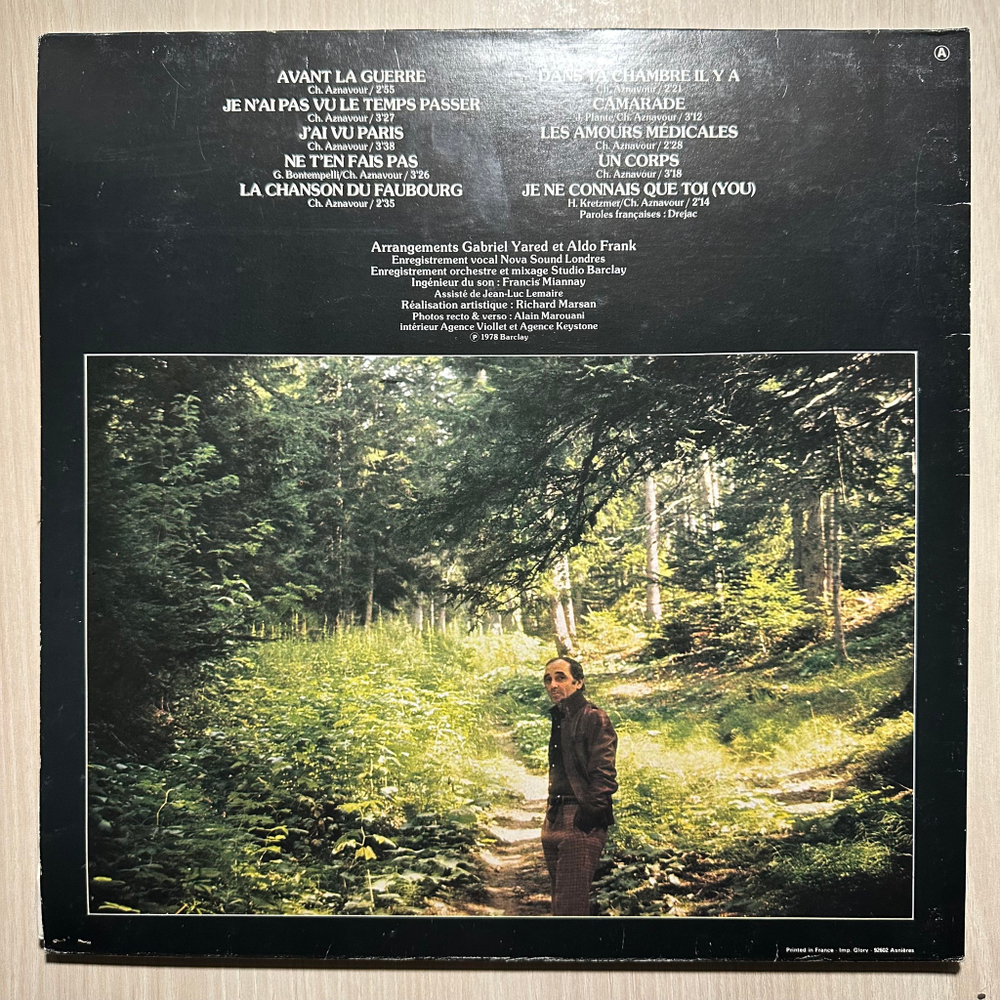 Ⓐ
AVANT LA GUERRE
Ch. Aznavour / 2'55
JE N'AI PAS VU LE TEMPS PASSER
Ch. Aznavour / 3'27
J'AI VU PARIS
Ch. Aznavour / 3'38
NE T'EN FAIS PAS
G. Bontempelli/Ch. Aznavour / 3'26
LA CHANSON DU FAUBOURG
Ch. Aznavour / 2'35
DANS TA CHAMBRE IL Y A
Ch. Aznavour / 2'21
CAMARADE
J. Plante/Ch. Aznavour / 3'12
LES AMOURS MÉDICALES
Ch. Aznavour / 2'28
UN CORPS
Ch. Aznavour / 3'18
JE NE CONNAIS QUE TOI (YOU)
H. Kretzmer/Ch. Aznavour / 2'14
Paroles françaises : Drejac
Arrangements Gabriel Yared et Aldo Frank
Enregistrement vocal Nova Sound Londres
Enregistrement orchestre et mixage Studio Barclay
Ingénieur du son : Francis Miannay
Assisté de Jean-Luc Lemaire
Réalisation artistique : Richard Marsan
Photos recto & verso : Alain Marouani
intérieur Agence Viollet et Agence Keystone
℗ 1978 Barclay
Printed in France - Imp. Glory - 92602 Asnières